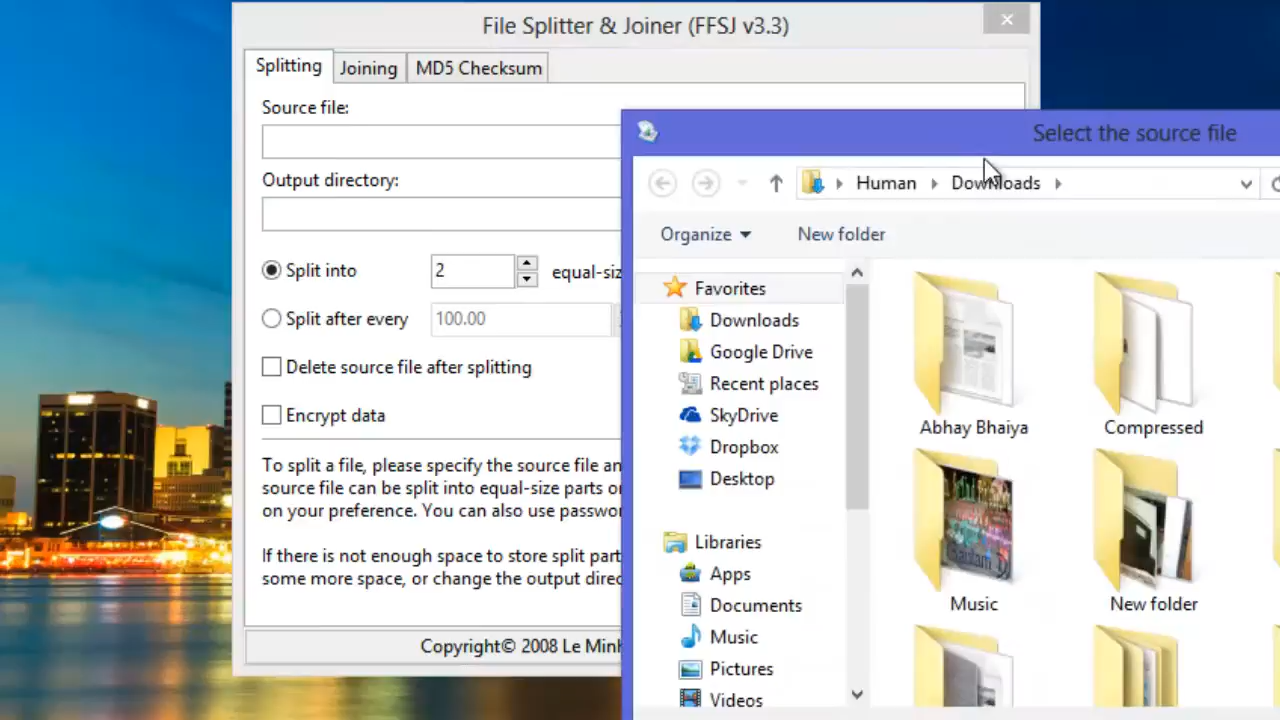 File Splitter & Joiner (FFSJ v3.3)
Splitting
Joining
MD5 Checksum
Source file:
Output directory:
Split into
2
equal-siz
Split after every
100.00
Delete source file after splitting
Encrypt data
To split a file, please specify the source file an
source file can be split into equal-size parts or
on your preference. You can also use passwor
If there is not enough space to store split part
some more space, or change the output direc
Copyright© 2008 Le Minh
Select the source file
Human
Downloads
Organize
New folder
Favorites
Downloads
Google Drive
Recent places
SkyDrive
Dropbox
Desktop
Libraries
Apps
Documents
Music
Pictures
Videos
Abhay Bhaiya
Compressed
Music
New folder